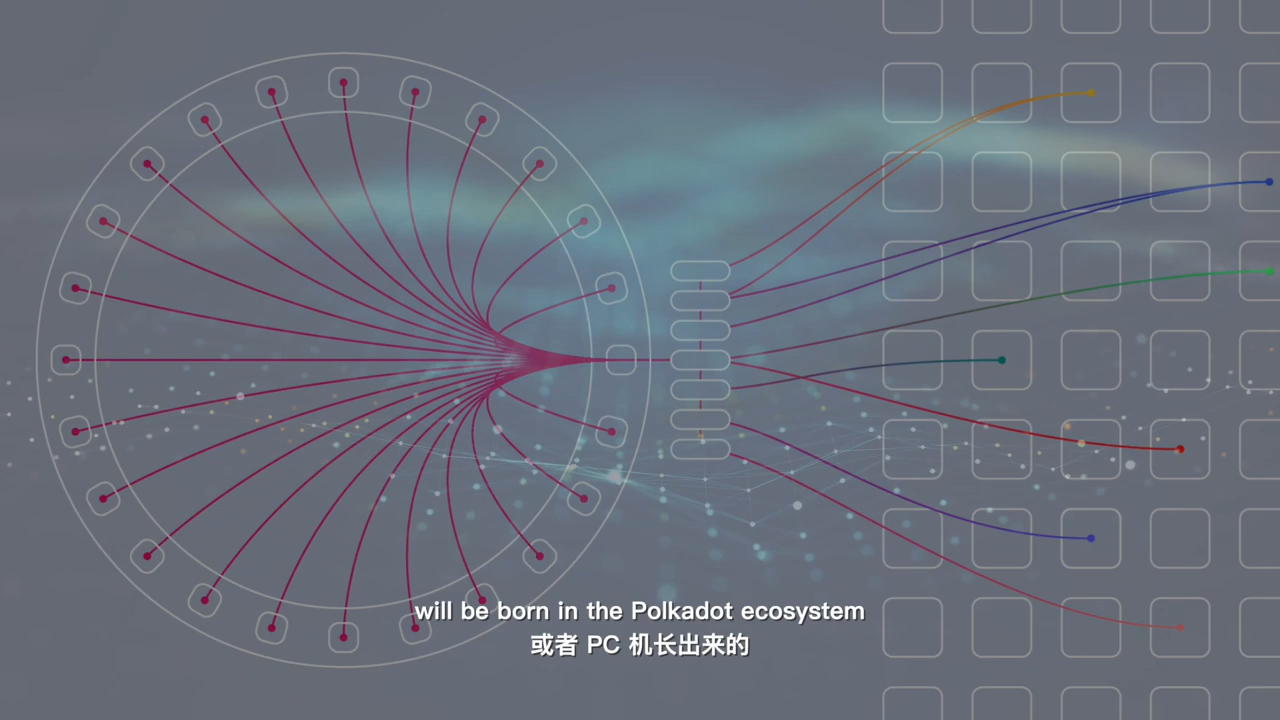 will be born in the Polkadot ecosystem
或者 PC 机长出来的